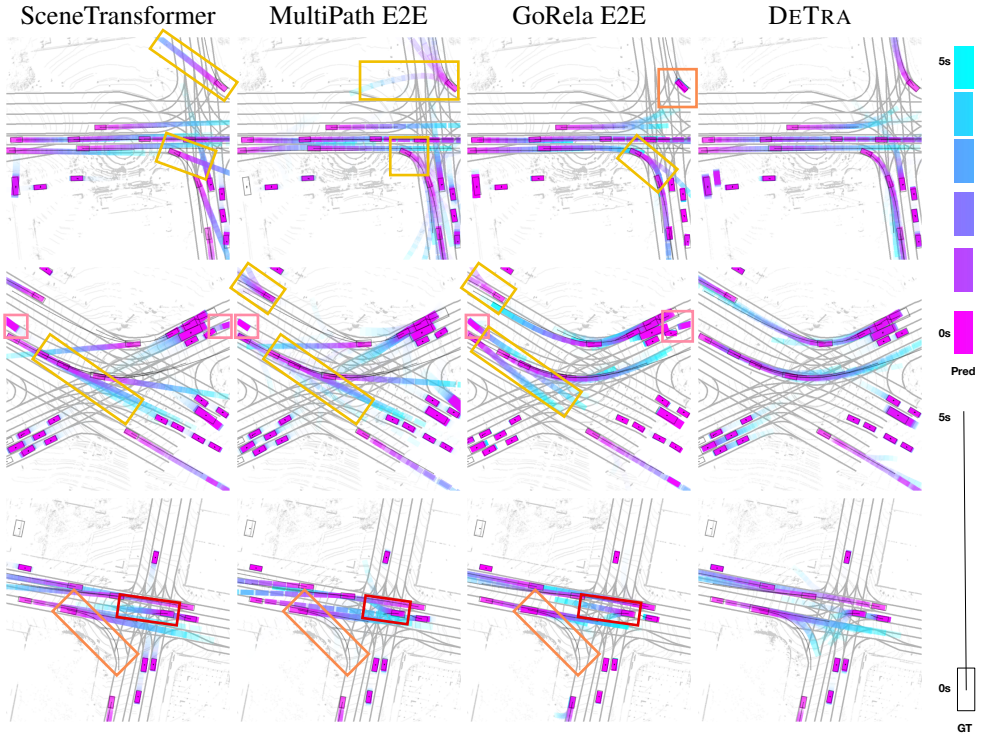 SceneTransformer
MultiPath E2E
GoRela E2E
DETRA
5s
0s
Pred
5s
0s
GT